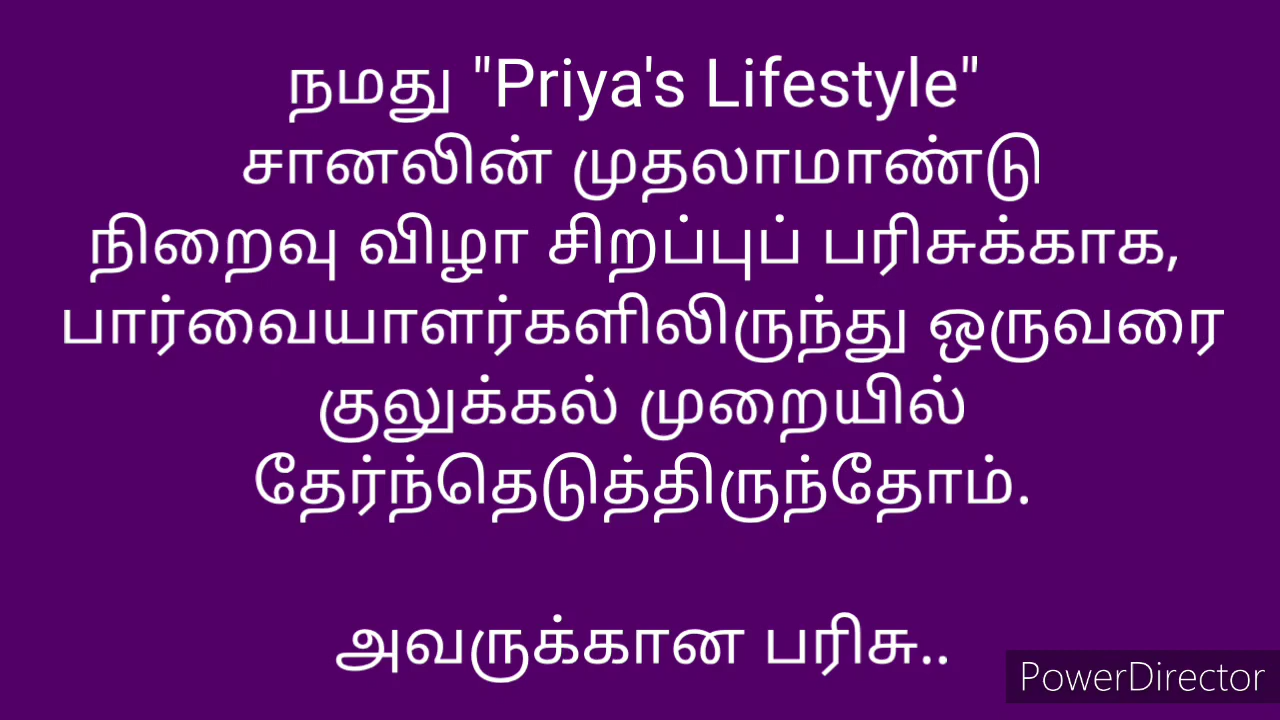 நமது "Priya's Lifestyle"
சானலின் முதலாமாண்டு
நிறைவு விழா சிறப்புப் பரிசுக்காக,
பார்வையாளர்களிலிருந்து ஒருவரை
குலுக்கல் முறையில்
தேர்ந்தெடுத்திருந்தோம்.
அவருக்கான பரிசு..
PowerDirector